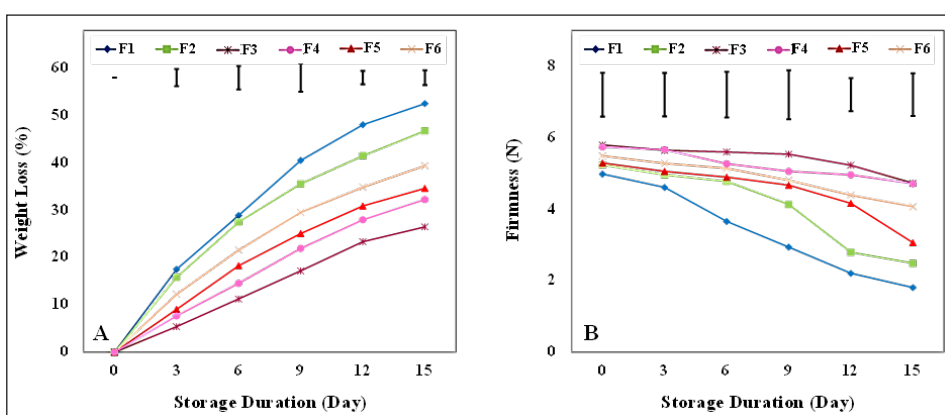 F1 F2 F3 F4 F5 F6
60
50
40
30
20
10
0
Weight Loss (%)
A
0 3 6 9 12 15
Storage Duration (Day)
F1 F2 F3 F4 F5 F6
8
6
4
2
0
Firmness (N)
B
0 3 6 9 12 15
Storage Duration (Day)